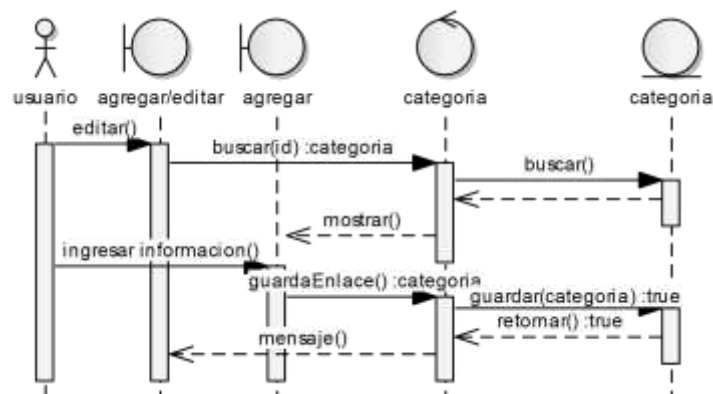 usuario agregar/editar agregar categoria categoria
editar()
buscar(id) :categoria
buscar()
mostrar()
ingresar informacion()
guardaEnlace() :categoria
guardar(categoria) :true
retornar() :true
mensaje()